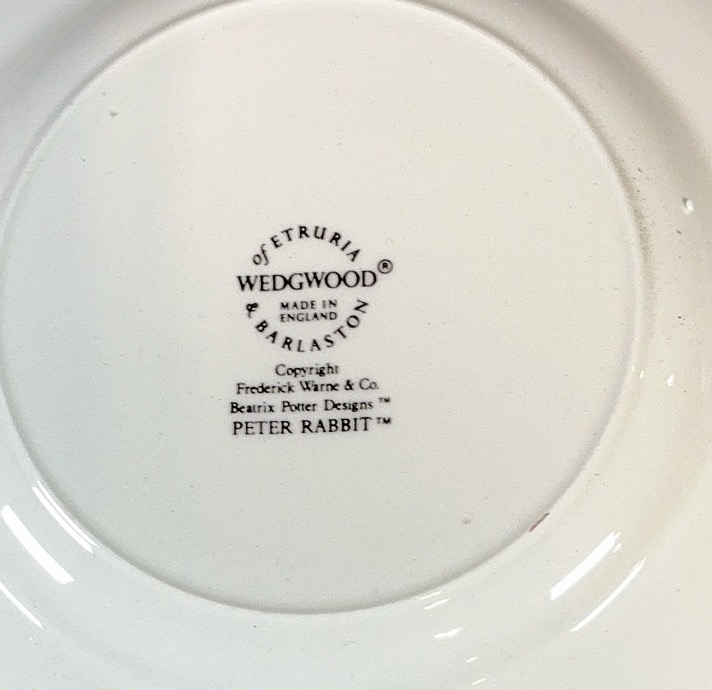 of ETRURIA
WEDGWOOD®
MADE IN
ENGLAND
& BARLASTON
Copyright
Frederick Warne & Co.
Beatrix Potter Designs™
PETER RABBIT™